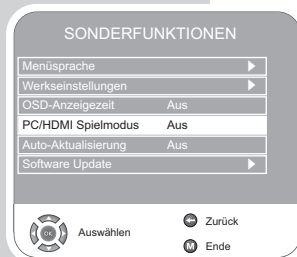 SONDERFUNKTIONEN
Menüsprache
Werkseinstellungen
OSD-Anzeigezeit Aus
PC/HDMI Spielmodus Aus
Auto-Aktualisierung Aus
Software Update
OK Auswählen
Zurück
M Ende